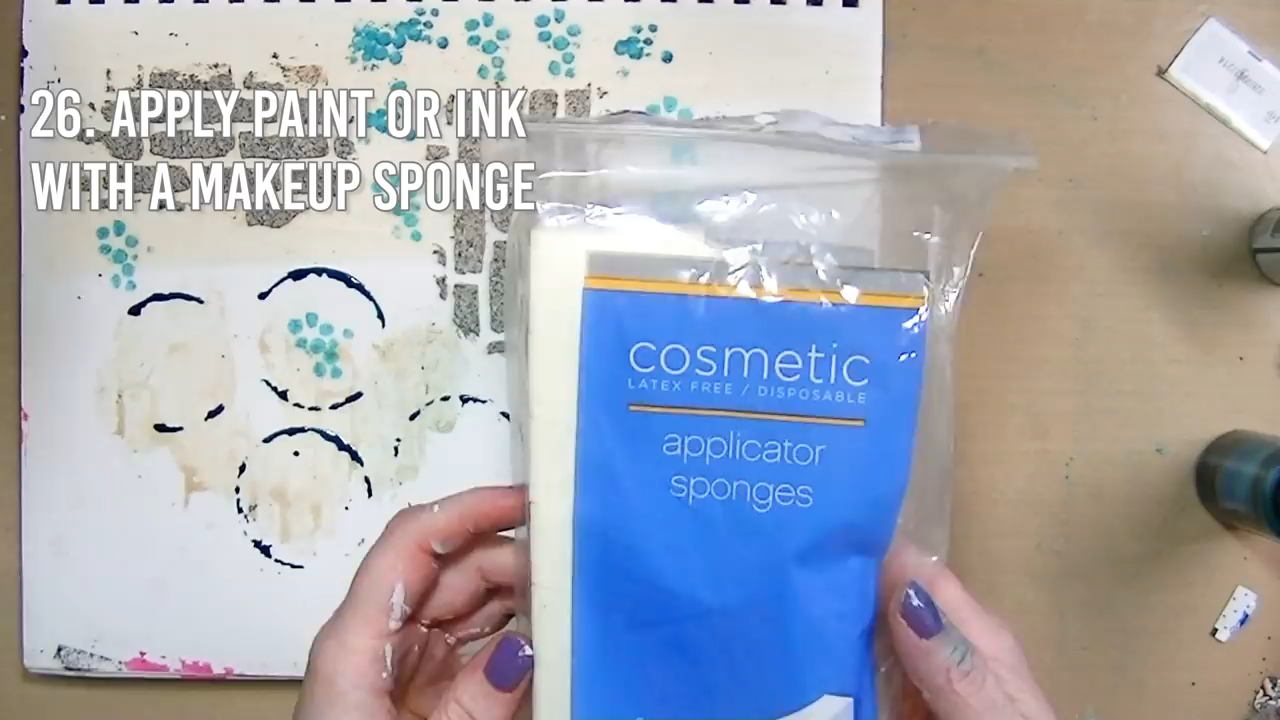 26. APPLY PAINT OR INK
WITH A MAKEUP SPONGE
cosmetic
LATEX FREE / DISPOSABLE
applicator
sponges